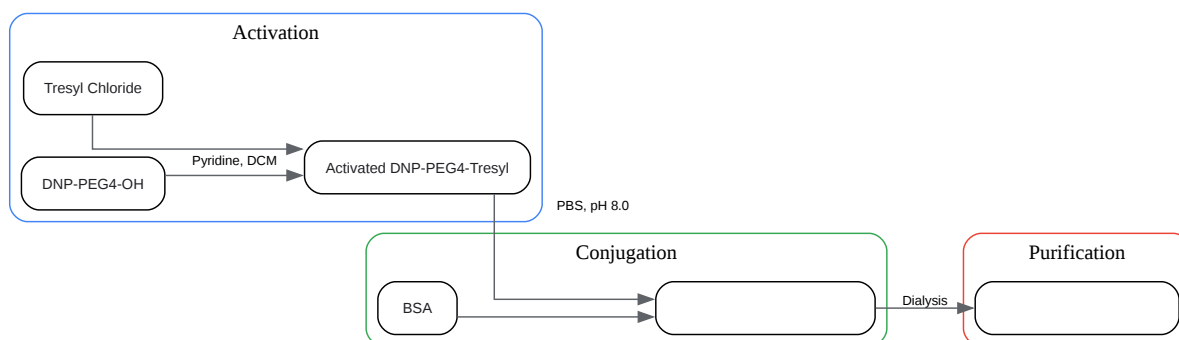 Activation
Tresyl Chloride
Pyridine, DCM
DNP-PEG4-OH
Activated DNP-PEG4-Tresyl
PBS, pH 8.0
Conjugation
BSA
Dialysis
Purification